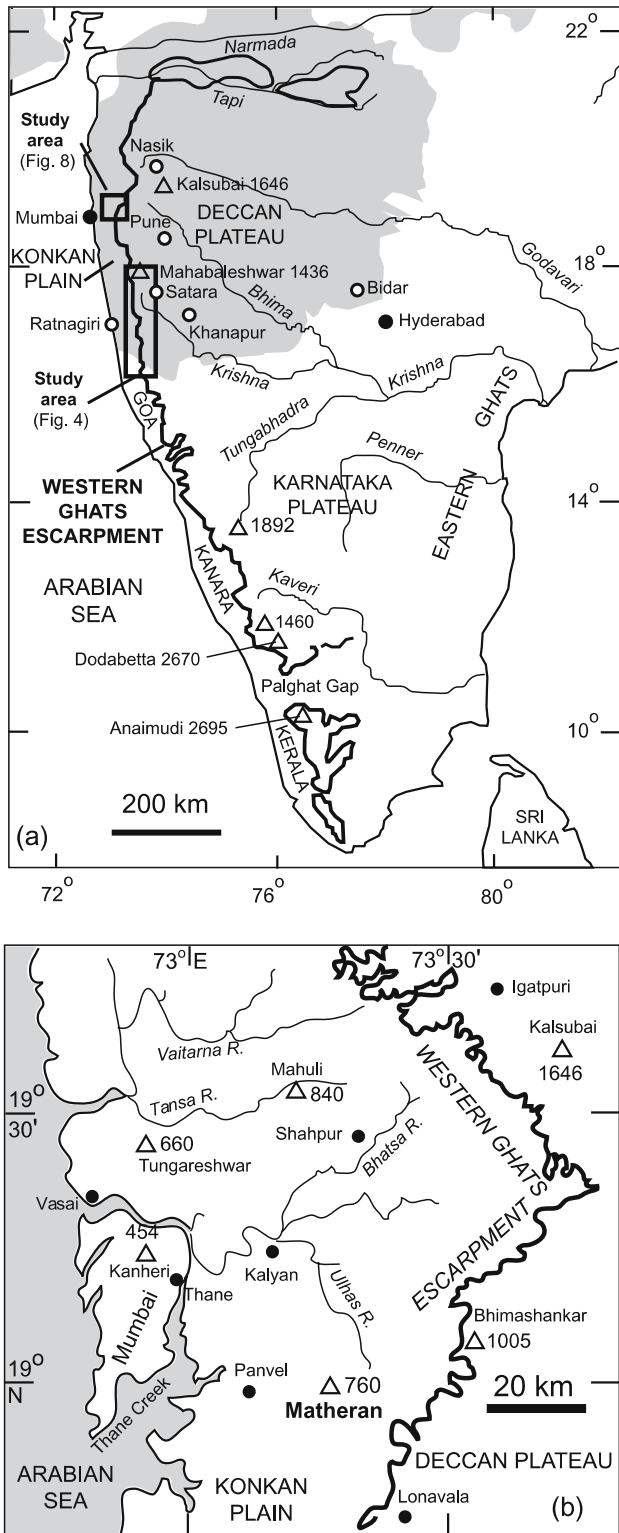 22°
Narmada
Tapi
Study
area
(Fig. 8)
Nasik
Kalsubai 1646
DECCAN
PLATEAU
Mumbai
Pune
KONKAN
PLAIN
Mahabaleshwar 1436
18°
Godavari
Satara
Bhima
Bidar
Ratnagiri
Khanapur
Hyderabad
Study
area
(Fig. 4)
Krishna
Krishna
GOA
GHATS
Tungabhadra
Penner
WESTERN
GHATS
ESCARPMENT
KARNATAKA
PLATEAU
EASTERN
14°
1892
KANARA
ARABIAN
SEA
Kaveri
1460
Dodabetta 2670
Palghat Gap
Anaimudi 2695
10°
KERALA
200 km
SRI
LANKA
(a)
72°
76°
80°
73°E
73°30'
Igatpuri
Vaitarna R.
Kalsubai
1646
WESTERN GHATS
Mahuli
840
19°
30'
Tansa R.
Shahpur
660
Tungareshwar
Bhatsa R.
Vasai
ESCARPMENT
454
Kanheri
Kalyan
Thane
Ulhas R.
Mumbai
Bhimashankar
1005
19°
N
Panvel
760
Matheran
20 km
Thane Creek
ARABIAN
SEA
KONKAN
PLAIN
DECCAN PLATEAU
Lonavala
(b)